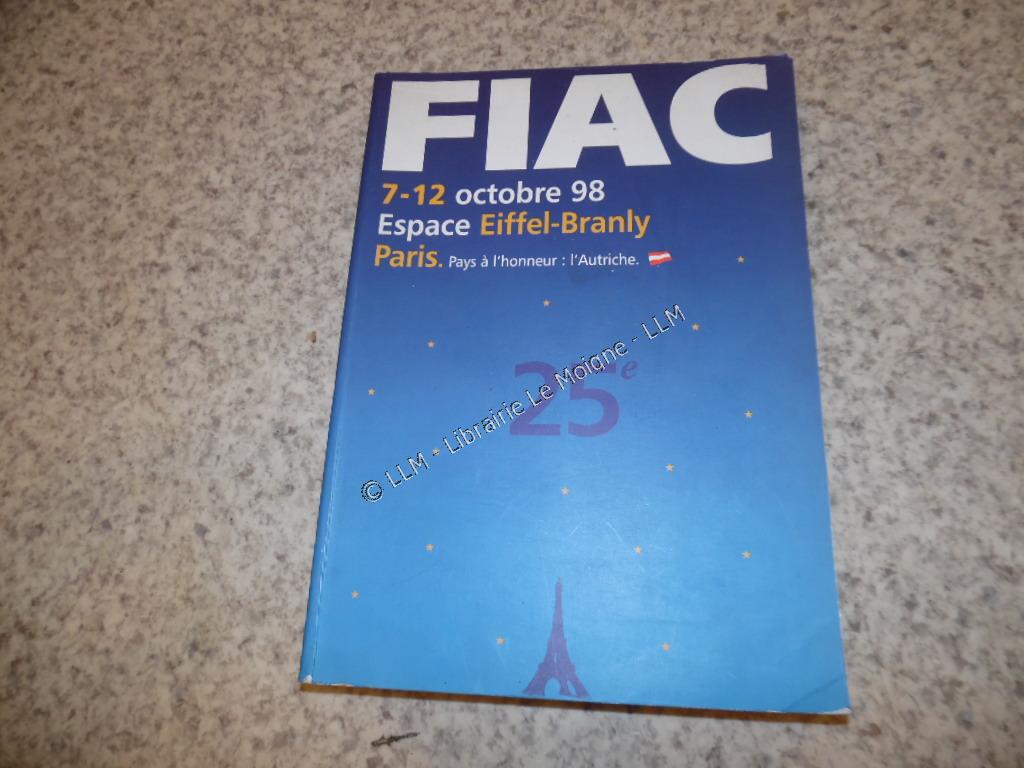 FIAC
7-12 octobre 98
Espace Eiffel-Branly
Paris. Pays à l'honneur : l'Autriche.
25e
© LLM - Librairie Le Moigne - LLM